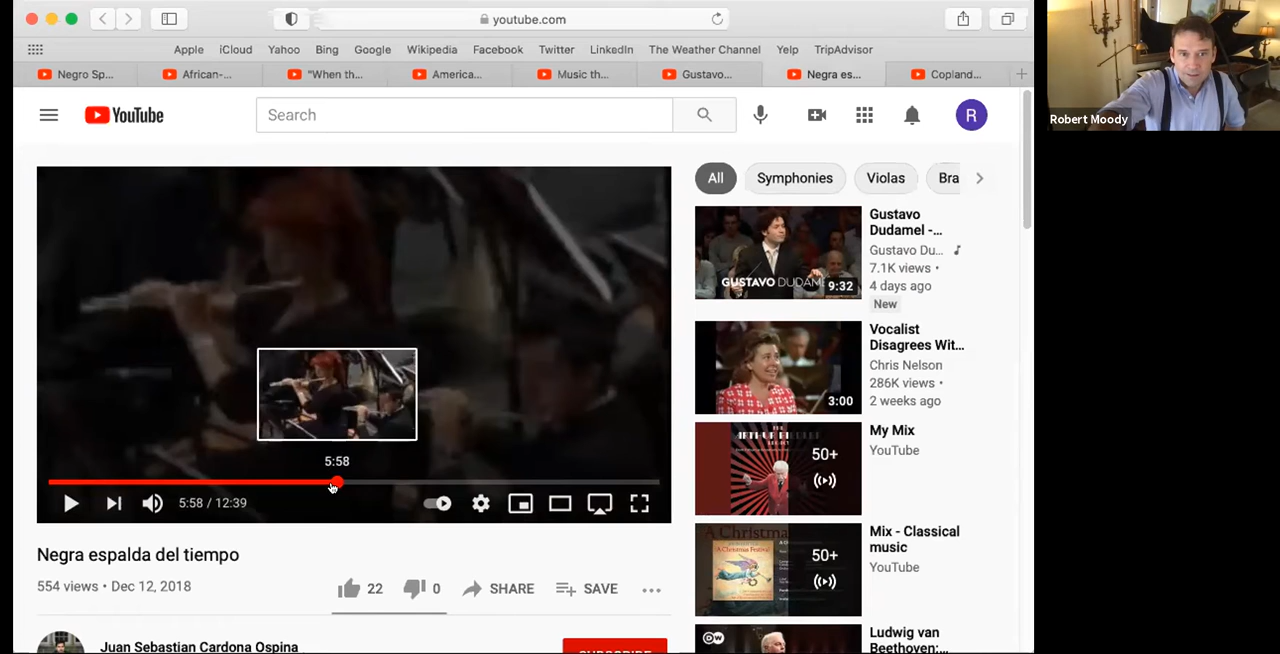 youtube.com
Apple iCloud Yahoo Bing Google Wikipedia Facebook Twitter LinkedIn The Weather Channel Yelp TripAdvisor
Negro Sp... African-... "When th... America... Music th... Gustavo... Negra es... Copland...
YouTube
Search
R
Robert Moody
All Symphonies Violas Bra
Gustavo
Dudamel -...
Gustavo Du...
7.1K views •
4 days ago
New
GUSTAVO DUDAM
9:32
Vocalist
Disagrees Wit...
Chris Nelson
286K views •
2 weeks ago
3:00
My Mix
YouTube
50+
Mix - Classical
music
YouTube
50+
Ludwig van
Beethoven:...
DW
5:58
5:58 / 12:39
Negra espalda del tiempo
554 views • Dec 12, 2018
22 0 SHARE SAVE
Juan Sebastian Cardona Ospina
SUBSCRIBE